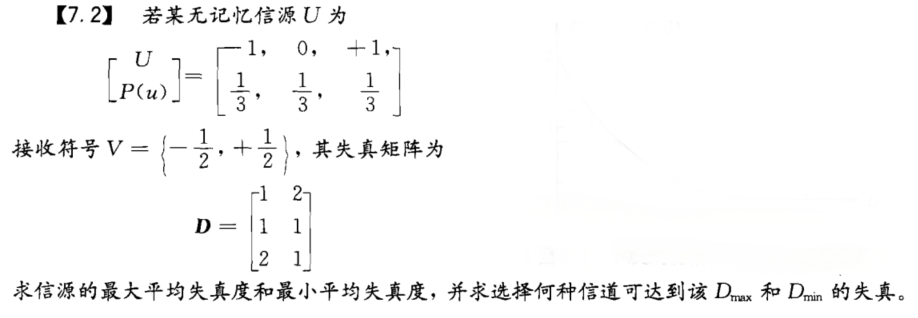 【7.2】 若某无记忆信源 U 为
[U P(u)] = [−1, 0, +1, 1/3, 1/3, 1/3]
接收符号 V = {−1/2, +1/2}, 其失真矩阵为
D = [1 2 1 1 2 1]
求信源的最大平均失真度和最小平均失真度, 并求选择何种信道可达到该 Dmax 和 Dmin 的失真。